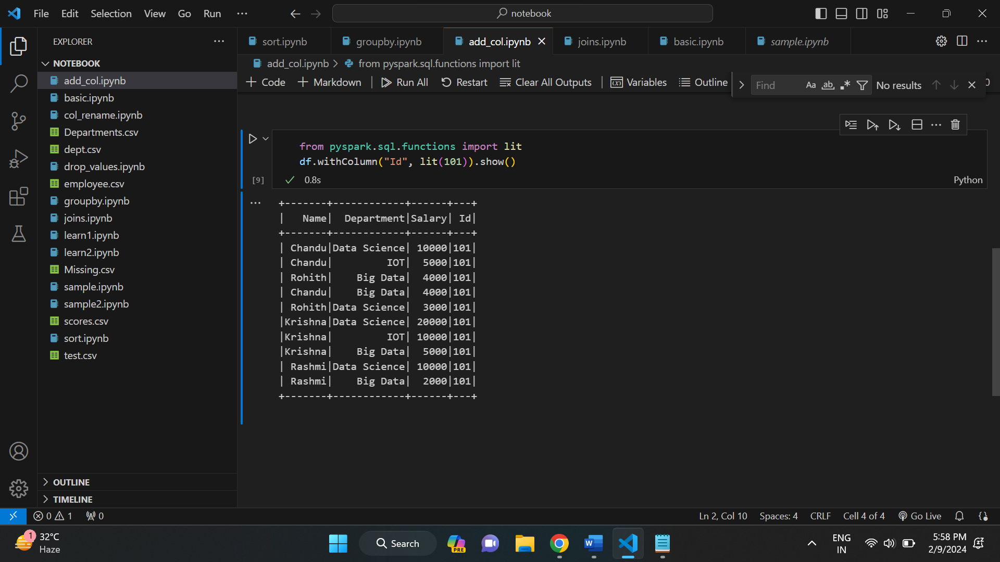 File Edit Selection View Go Run ...
notebook
EXPLORER
NOTEBOOK
add_col.ipynb
basic.ipynb
col_rename.ipynb
Departments.csv
dept.csv
drop_values.ipynb
employee.csv
groupby.ipynb
joins.ipynb
learn1.ipynb
learn2.ipynb
Missing.csv
sample.ipynb
sample2.ipynb
scores.csv
sort.ipynb
test.csv
OUTLINE
TIMELINE
sort.ipynb groupby.ipynb add_col.ipynb joins.ipynb basic.ipynb sample.ipynb
add_col.ipynb > from pyspark.sql.functions import lit
+ Code + Markdown | Run All Restart Clear All Outputs | Variables Outline
Find Aa ab .* No results
from pyspark.sql.functions import lit
df.withColumn("Id", lit(101)).show()
[9] 0.8s Python
+-------+------------+------+---+
|   Name|  Department|Salary| Id|
+-------+------------+------+---+
| Chandu|Data Science| 10000|101|
| Chandu|         IOT|  5000|101|
| Rohith|    Big Data|  4000|101|
| Chandu|    Big Data|  4000|101|
| Rohith|Data Science|  3000|101|
|Krishna|Data Science| 20000|101|
|Krishna|         IOT| 10000|101|
|Krishna|    Big Data|  5000|101|
| Rashmi|Data Science| 10000|101|
| Rashmi|    Big Data|  2000|101|
+-------+------------+------+---+
0 1 0
Ln 2, Col 10 Spaces: 4 CRLF Cell 4 of 4 Go Live
1 32°C
Haze
Search
PRE
W
ENG
IN
5:58 PM
2/9/2024